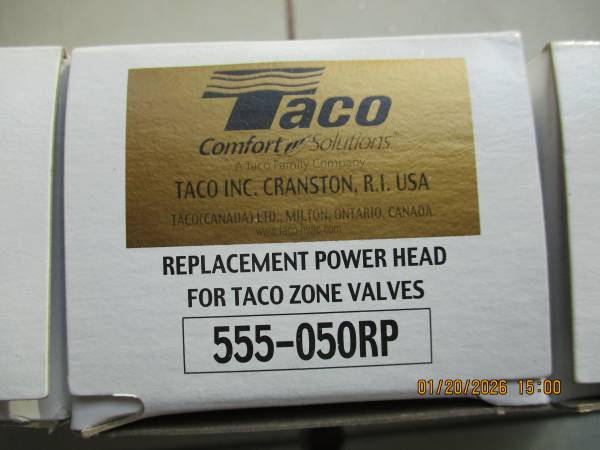 Taco
Comfort Solutions™
A Taco Family Company
TACO INC. CRANSTON, R.I. USA
TACO(CANADA) LTD., MILTON, ONTARIO, CANADA
www.taco-hvac.com
REPLACEMENT POWER HEAD
FOR TACO ZONE VALVES
555-050RP
01/20/2026 15:00